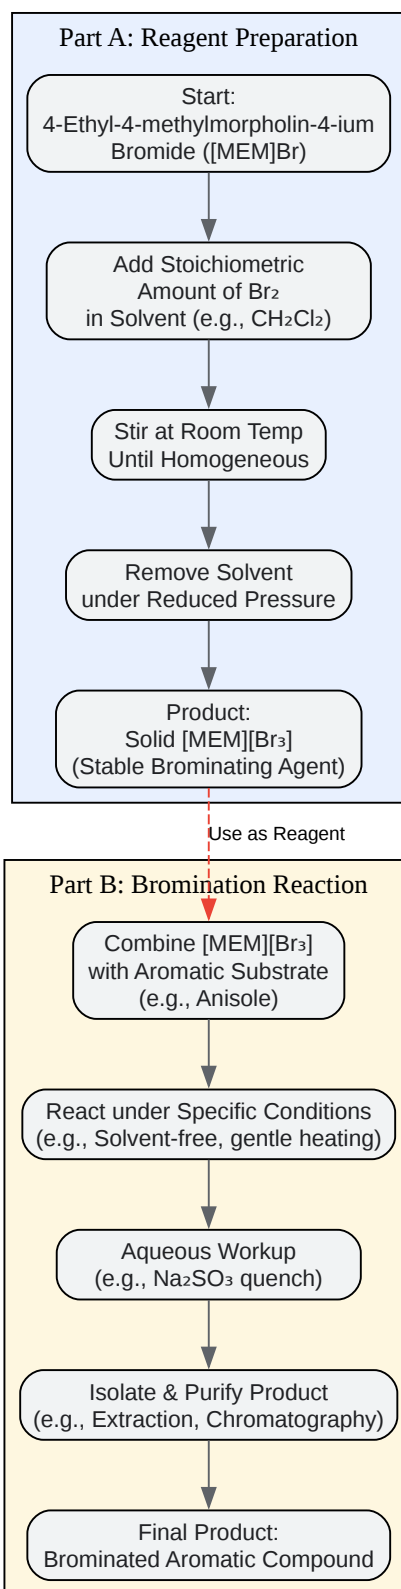 Part A: Reagent Preparation
Start:
4-Ethyl-4-methylmorpholin-4-ium
Bromide ([MEM]Br)
Add Stoichiometric
Amount of Br₂
in Solvent (e.g., CH₂Cl₂)
Stir at Room Temp
Until Homogeneous
Remove Solvent
under Reduced Pressure
Product:
Solid [MEM][Br₃]
(Stable Brominating Agent)
Use as Reagent
Part B: Bromination Reaction
Combine [MEM][Br₃]
with Aromatic Substrate
(e.g., Anisole)
React under Specific Conditions
(e.g., Solvent-free, gentle heating)
Aqueous Workup
(e.g., Na₂SO₃ quench)
Isolate & Purify Product
(e.g., Extraction, Chromatography)
Final Product:
Brominated Aromatic Compound